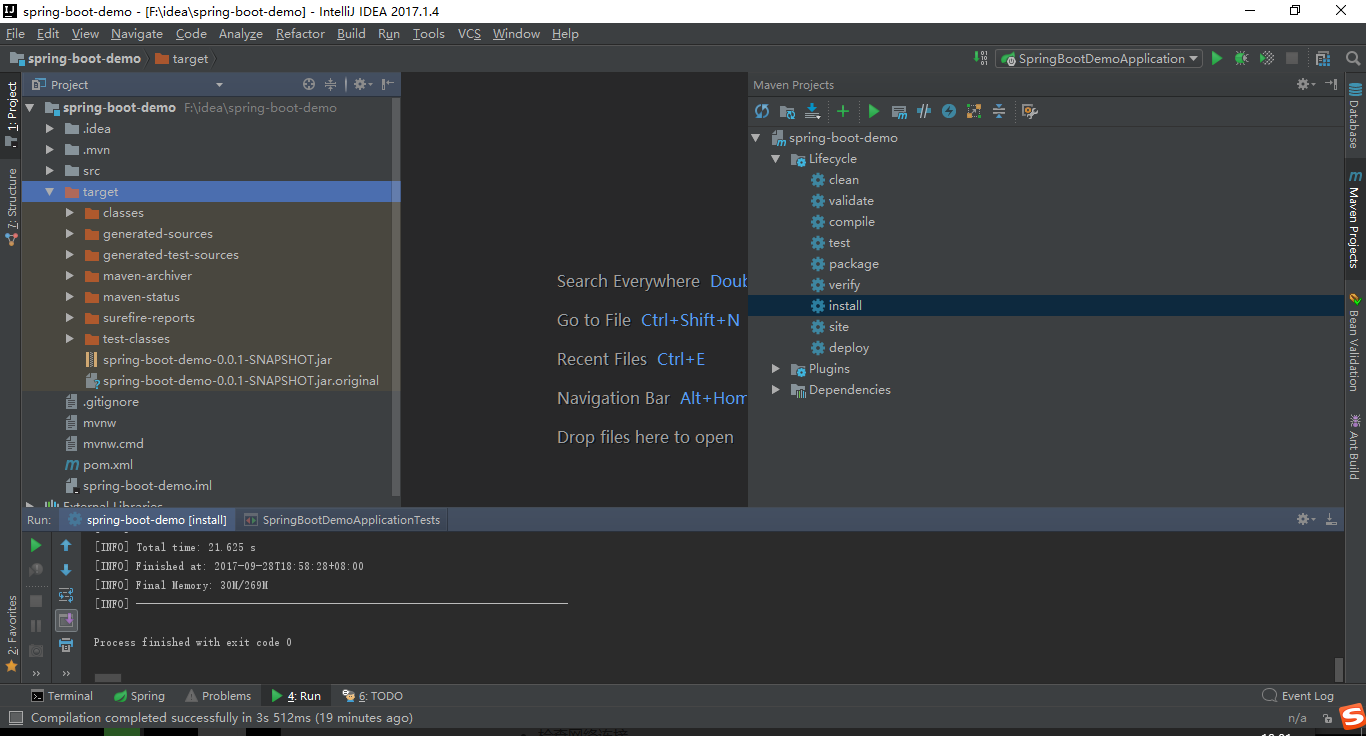 spring-boot-demo - [F:\idea\spring-boot-demo] - IntelliJ IDEA 2017.1.4
File Edit View Navigate Code Analyze Refactor Build Run Tools VCS Window Help
spring-boot-demo target
SpringBootDemoApplication
1: Project
7: Structure
2: Favorites
Project
spring-boot-demo F:\idea\spring-boot-demo
.idea
.mvn
src
target
classes
generated-sources
generated-test-sources
maven-archiver
maven-status
surefire-reports
test-classes
spring-boot-demo-0.0.1-SNAPSHOT.jar
spring-boot-demo-0.0.1-SNAPSHOT.jar.original
.gitignore
mvnw
mvnw.cmd
pom.xml
spring-boot-demo.iml
External Libraries
Search Everywhere Doub
Go to File Ctrl+Shift+N
Recent Files Ctrl+E
Navigation Bar Alt+Hom
Drop files here to open
Maven Projects
spring-boot-demo
Lifecycle
clean
validate
compile
test
package
verify
install
site
deploy
Plugins
Dependencies
Database
Maven Projects
Bean Validation
Ant Build
Run: spring-boot-demo [install] SpringBootDemoApplicationTests
[INFO] Total time: 21.625 s
[INFO] Finished at: 2017-09-28T18:58:28+08:00
[INFO] Final Memory: 30M/269M
[INFO] ------------------------------------------------------------------------
Process finished with exit code 0
Terminal Spring Problems 4: Run 6: TODO Event Log
Compilation completed successfully in 3s 512ms (19 minutes ago) n/a